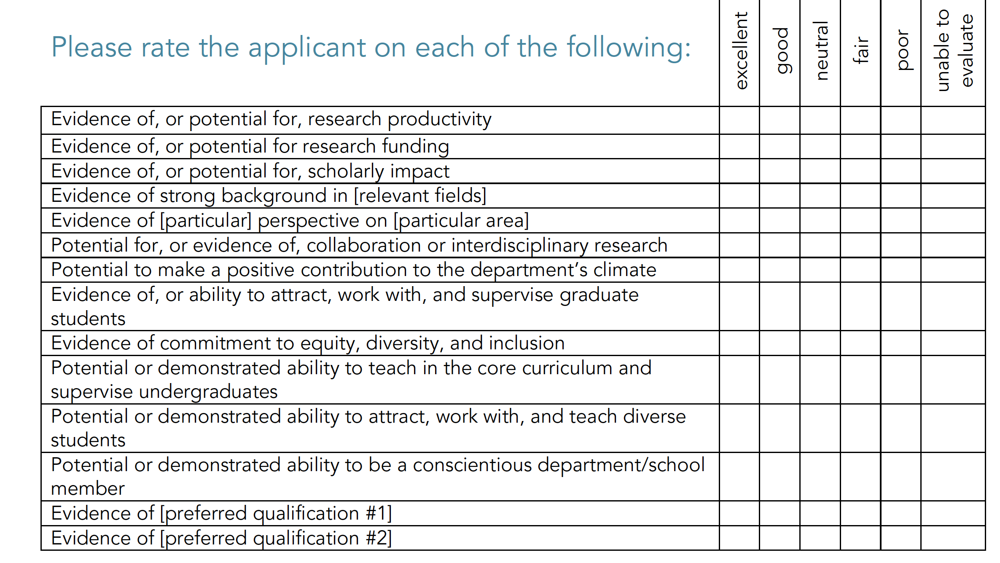 Please rate the applicant on each of the following:
excellent
good
neutral
fair
poor
unable to
evaluate
Evidence of, or potential for, research productivity
Evidence of, or potential for research funding
Evidence of, or potential for, scholarly impact
Evidence of strong background in [relevant fields]
Evidence of [particular] perspective on [particular area]
Potential for, or evidence of, collaboration or interdisciplinary research
Potential to make a positive contribution to the department’s climate
Evidence of, or ability to attract, work with, and supervise graduate
students
Evidence of commitment to equity, diversity, and inclusion
Potential or demonstrated ability to teach in the core curriculum and
supervise undergraduates
Potential or demonstrated ability to attract, work with, and teach diverse
students
Potential or demonstrated ability to be a conscientious department/school
member
Evidence of [preferred qualification #1]
Evidence of [preferred qualification #2]